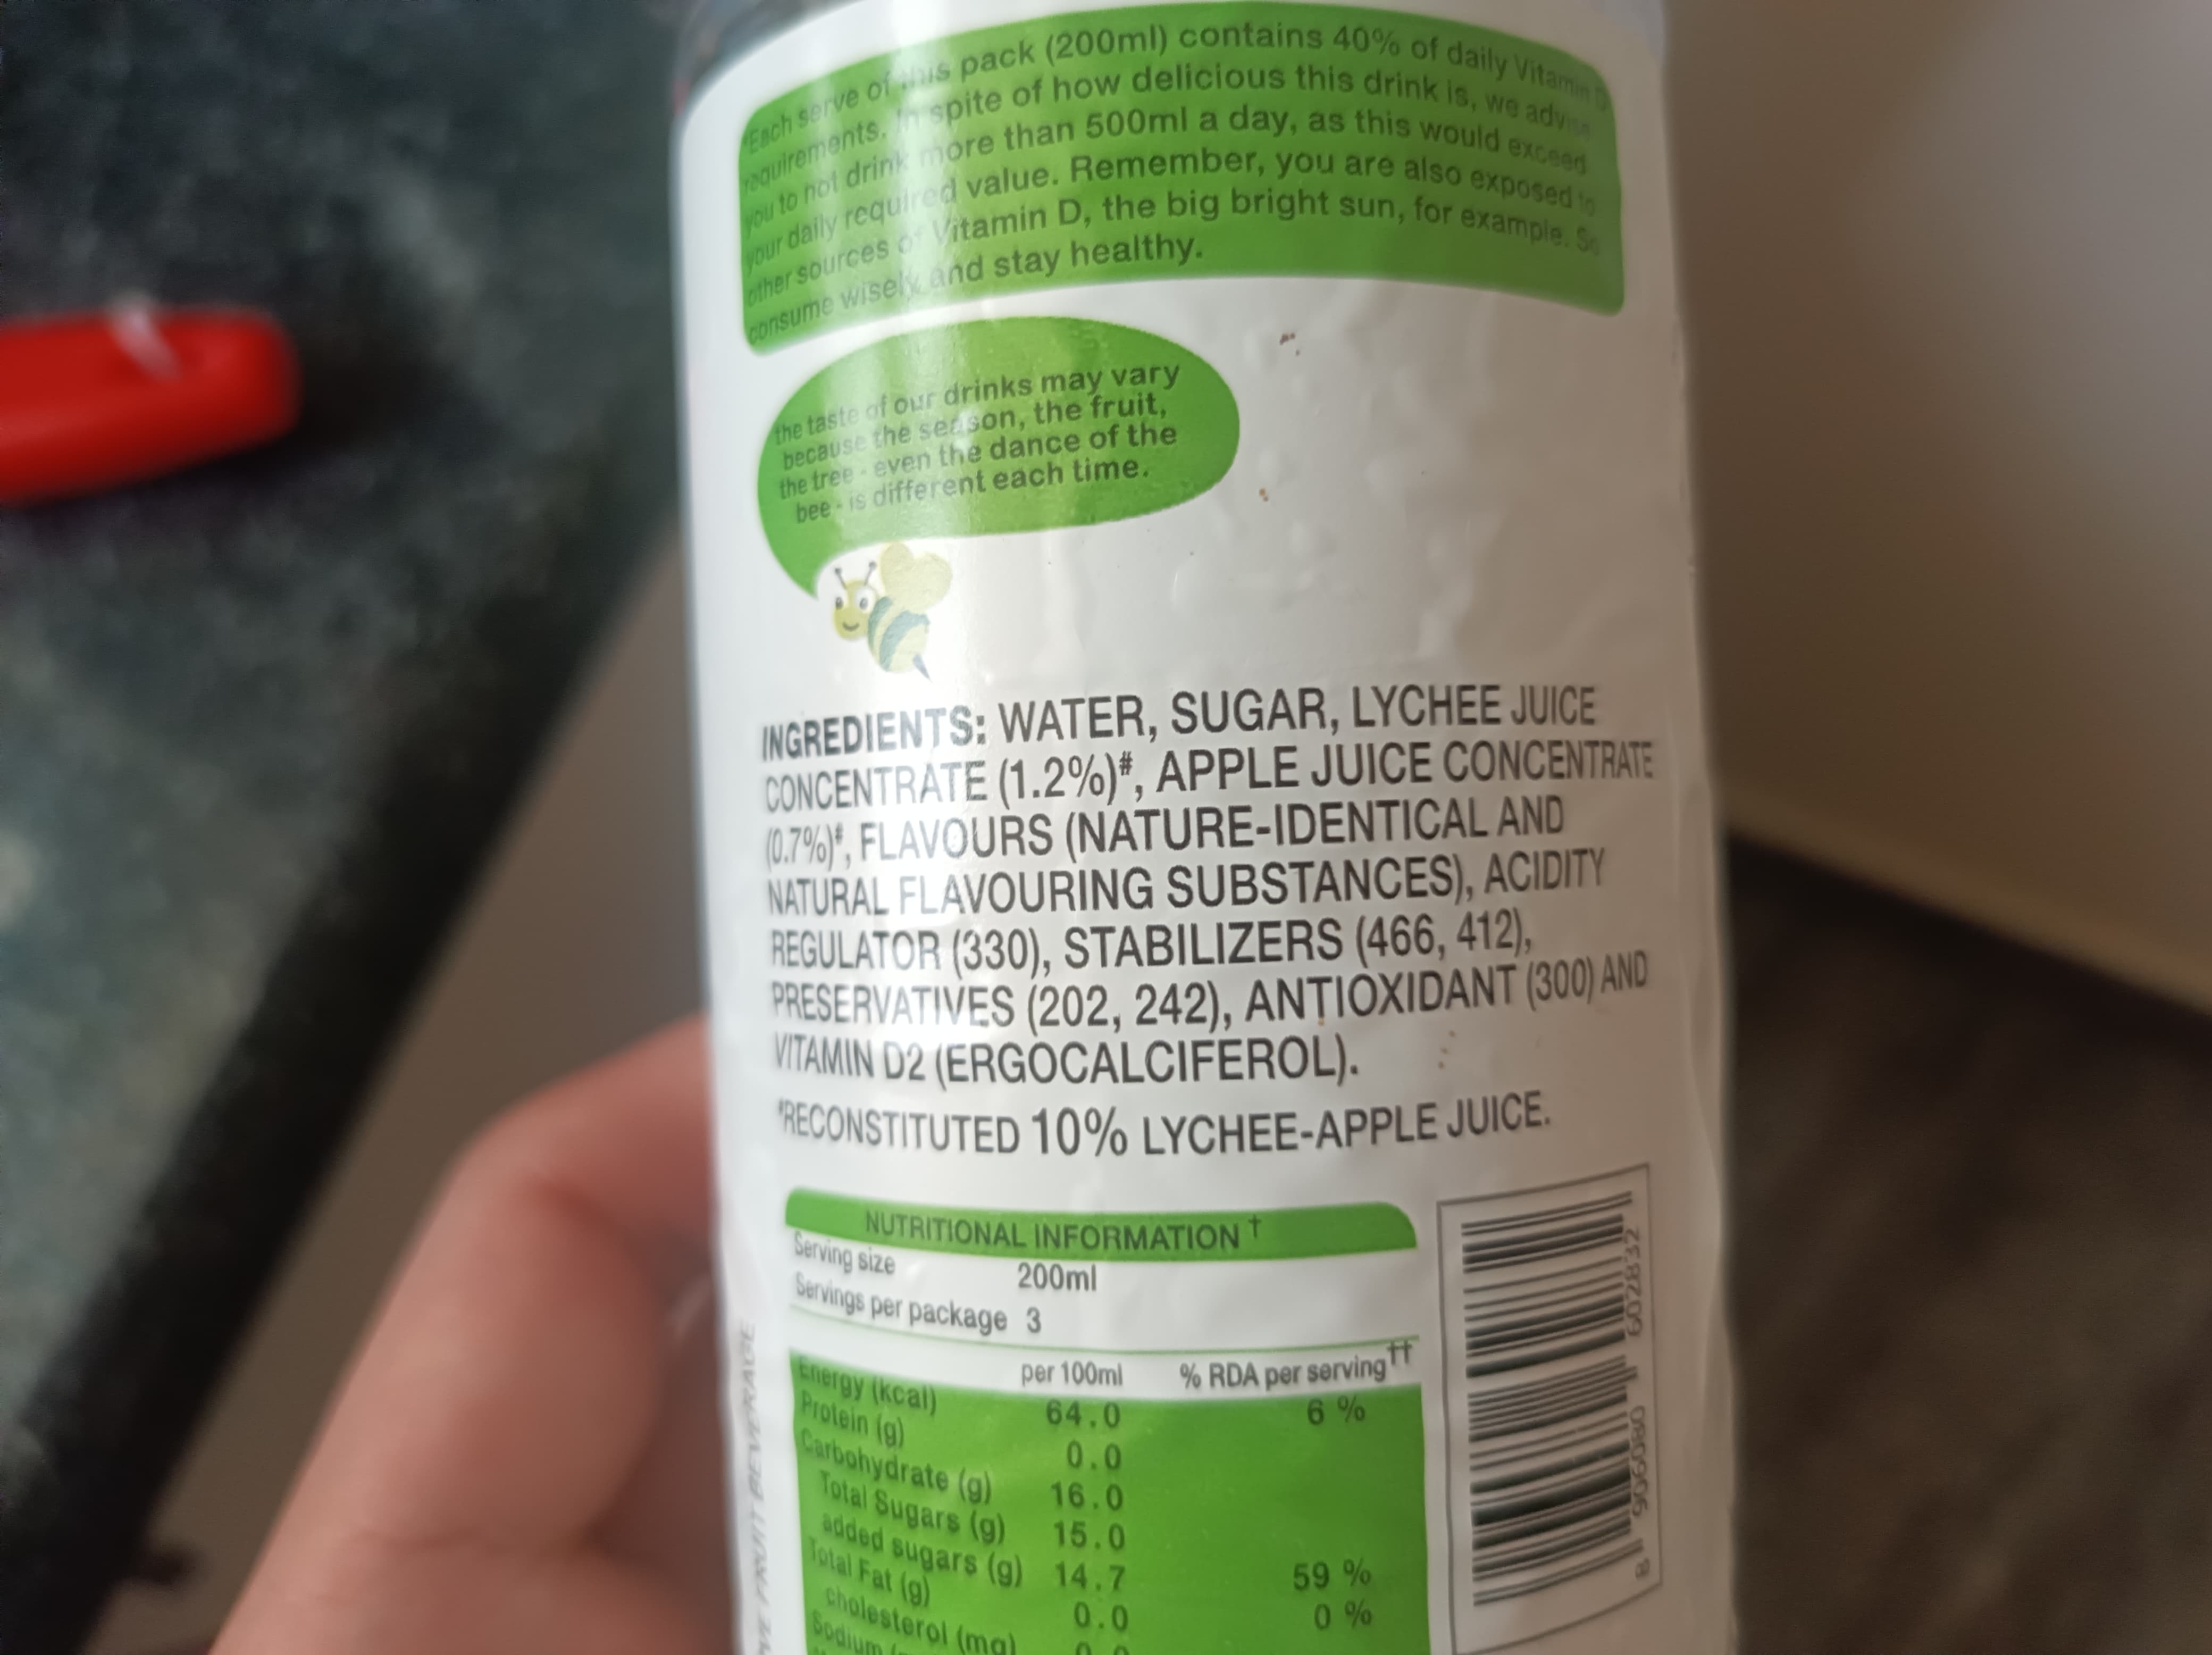 *Each serve of this pack (200ml) contains 40% of daily Vitamin D
requirements. In spite of how delicious this drink is, we advise
you to not drink more than 500ml a day, as this would exceed
your daily required value. Remember, you are also exposed to
other sources of Vitamin D, the big bright sun, for example. So
consume wisely and stay healthy.
the taste of our drinks may vary
because the season, the fruit,
the tree - even the dance of the
bee - is different each time.
INGREDIENTS: WATER, SUGAR, LYCHEE JUICE
CONCENTRATE (1.2%)#, APPLE JUICE CONCENTRATE
(0.7%)#, FLAVOURS (NATURE-IDENTICAL AND
NATURAL FLAVOURING SUBSTANCES), ACIDITY
REGULATOR (330), STABILIZERS (466, 412),
PRESERVATIVES (202, 242), ANTIOXIDANT (300) AND
VITAMIN D2 (ERGOCALCIFEROL).
#RECONSTITUTED 10% LYCHEE-APPLE JUICE.
NUTRITIONAL INFORMATION †
Serving size 200ml
Servings per package 3
per 100ml % RDA per serving††
Energy (kcal) 64.0 6 %
Protein (g) 0.0
Carbohydrate (g) 16.0
Total Sugars (g) 15.0
added sugars (g) 14.7 59 %
Total Fat (g) 0.0 0 %
cholesterol (mg) 0.0
Sodium
FRUIT BEVERAGE
8 906080 602832